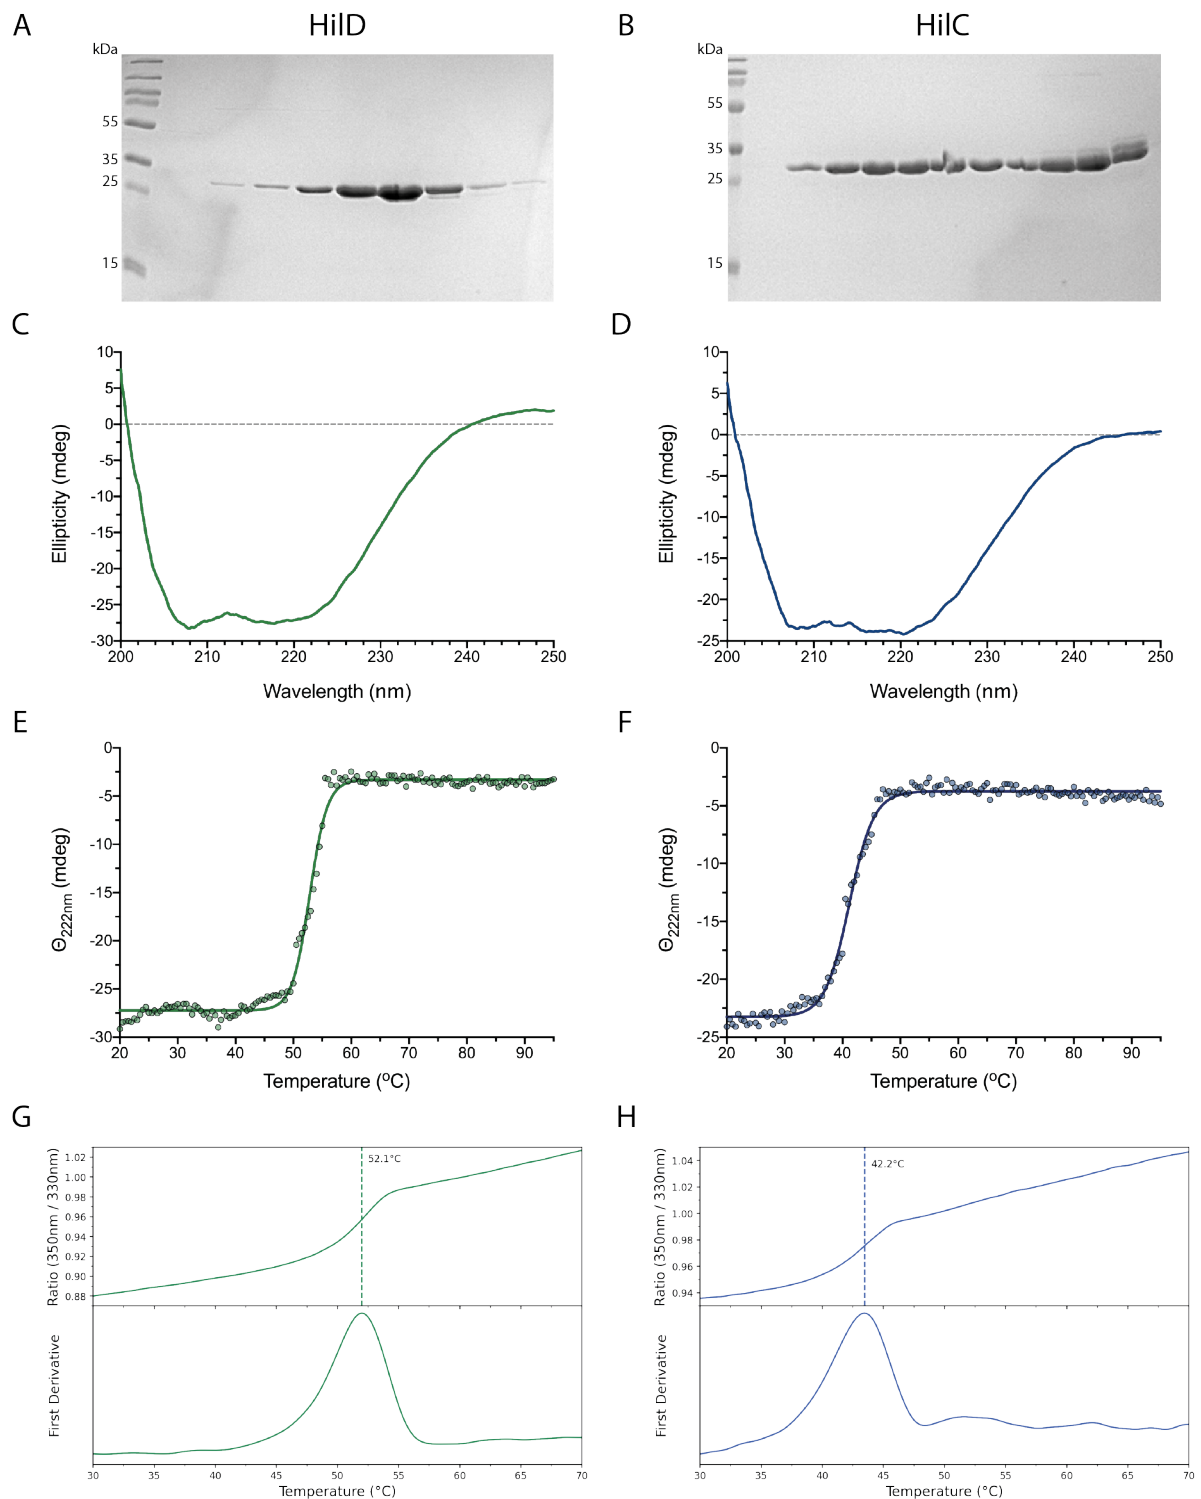 A HilD
B HilC
kDa
55
35
25
15
kDa
55
35
25
15
C
10
5
0
-5
-10
-15
-20
-25
-30
Ellipticity (mdeg)
200 210 220 230 240 250
Wavelength (nm)
D
10
5
0
-5
-10
-15
-20
-25
Ellipticity (mdeg)
200 210 220 230 240 250
Wavelength (nm)
E
0
-5
-10
-15
-20
-25
-30
Θ222nm (mdeg)
20 30 40 50 60 70 80 90
Temperature (ºC)
F
0
-5
-10
-15
-20
-25
Θ222nm (mdeg)
20 30 40 50 60 70 80 90
Temperature (ºC)
G
52.1°C
1.02
1.00
0.98
0.96
0.94
0.92
0.90
0.88
Ratio (350nm / 330nm)
First Derivative
30 35 40 45 50 55 60 65 70
Temperature (°C)
H
42.2°C
1.04
1.02
1.00
0.98
0.96
0.94
Ratio (350nm / 330nm)
First Derivative
30 35 40 45 50 55 60 65 70
Temperature (°C)